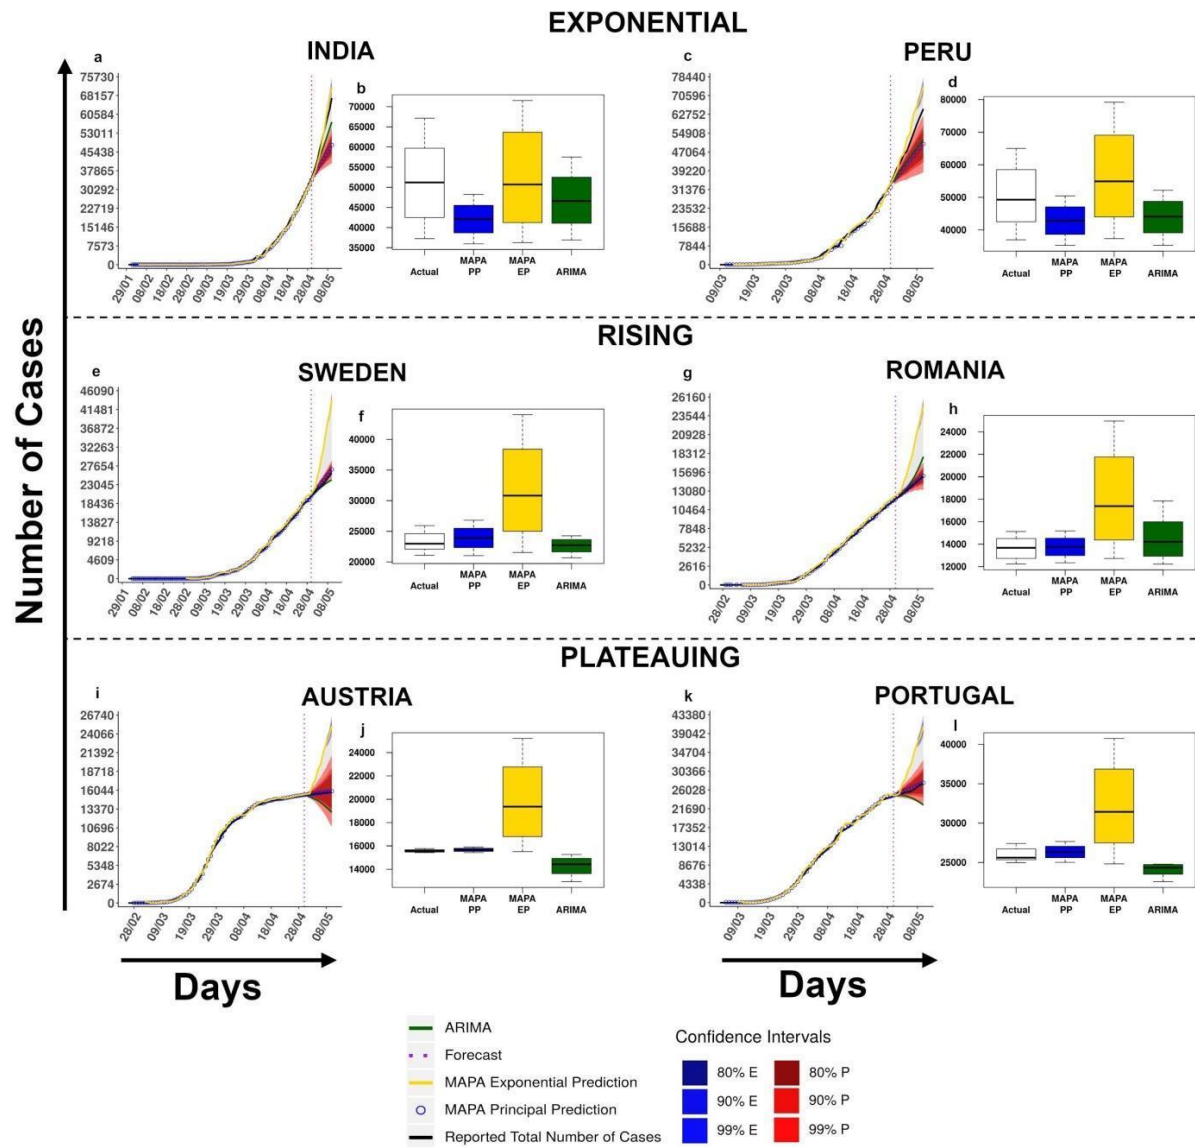 EXPONENTIAL
a
INDIA
75730
68157
60584
53011
45438
37865
30292
22719
15146
7573
0
29/01
08/02
18/02
28/02
09/03
19/03
29/03
08/04
18/04
28/04
08/05
b
70000
65000
60000
55000
50000
45000
40000
35000
Actual
MAPA PP
MAPA EP
ARIMA
c
PERU
78440
70596
62752
54908
47064
39220
31376
23532
15688
7844
0
09/03
19/03
29/03
08/04
18/04
28/04
08/05
d
80000
70000
60000
50000
40000
Actual
MAPA PP
MAPA EP
ARIMA
Number of Cases
RISING
e
SWEDEN
46090
41481
36872
32263
27654
23045
18436
13827
9218
4609
0
29/01
08/02
18/02
28/02
09/03
19/03
29/03
08/04
18/04
28/04
08/05
f
40000
35000
30000
25000
20000
Actual
MAPA PP
MAPA EP
ARIMA
g
ROMANIA
26160
23544
20928
18312
15696
13080
10464
7848
5232
2616
0
28/02
09/03
19/03
29/03
08/04
18/04
28/04
08/05
h
24000
22000
20000
18000
16000
14000
12000
Actual
MAPA PP
MAPA EP
ARIMA
PLATEAUING
i
AUSTRIA
26740
24066
21392
18718
16044
13370
10696
8022
5348
2674
0
28/02
09/03
19/03
29/03
08/04
18/04
28/04
08/05
j
24000
22000
20000
18000
16000
14000
Actual
MAPA PP
MAPA EP
ARIMA
k
PORTUGAL
43380
39042
34704
30366
26028
21690
17352
13014
8676
4338
0
09/03
19/03
29/03
08/04
18/04
28/04
08/05
l
40000
35000
30000
25000
Actual
MAPA PP
MAPA EP
ARIMA
Days
Days
ARIMA
Forecast
MAPA Exponential Prediction
MAPA Principal Prediction
Reported Total Number of Cases
Confidence Intervals
80% E
80% P
90% E
90% P
99% E
99% P